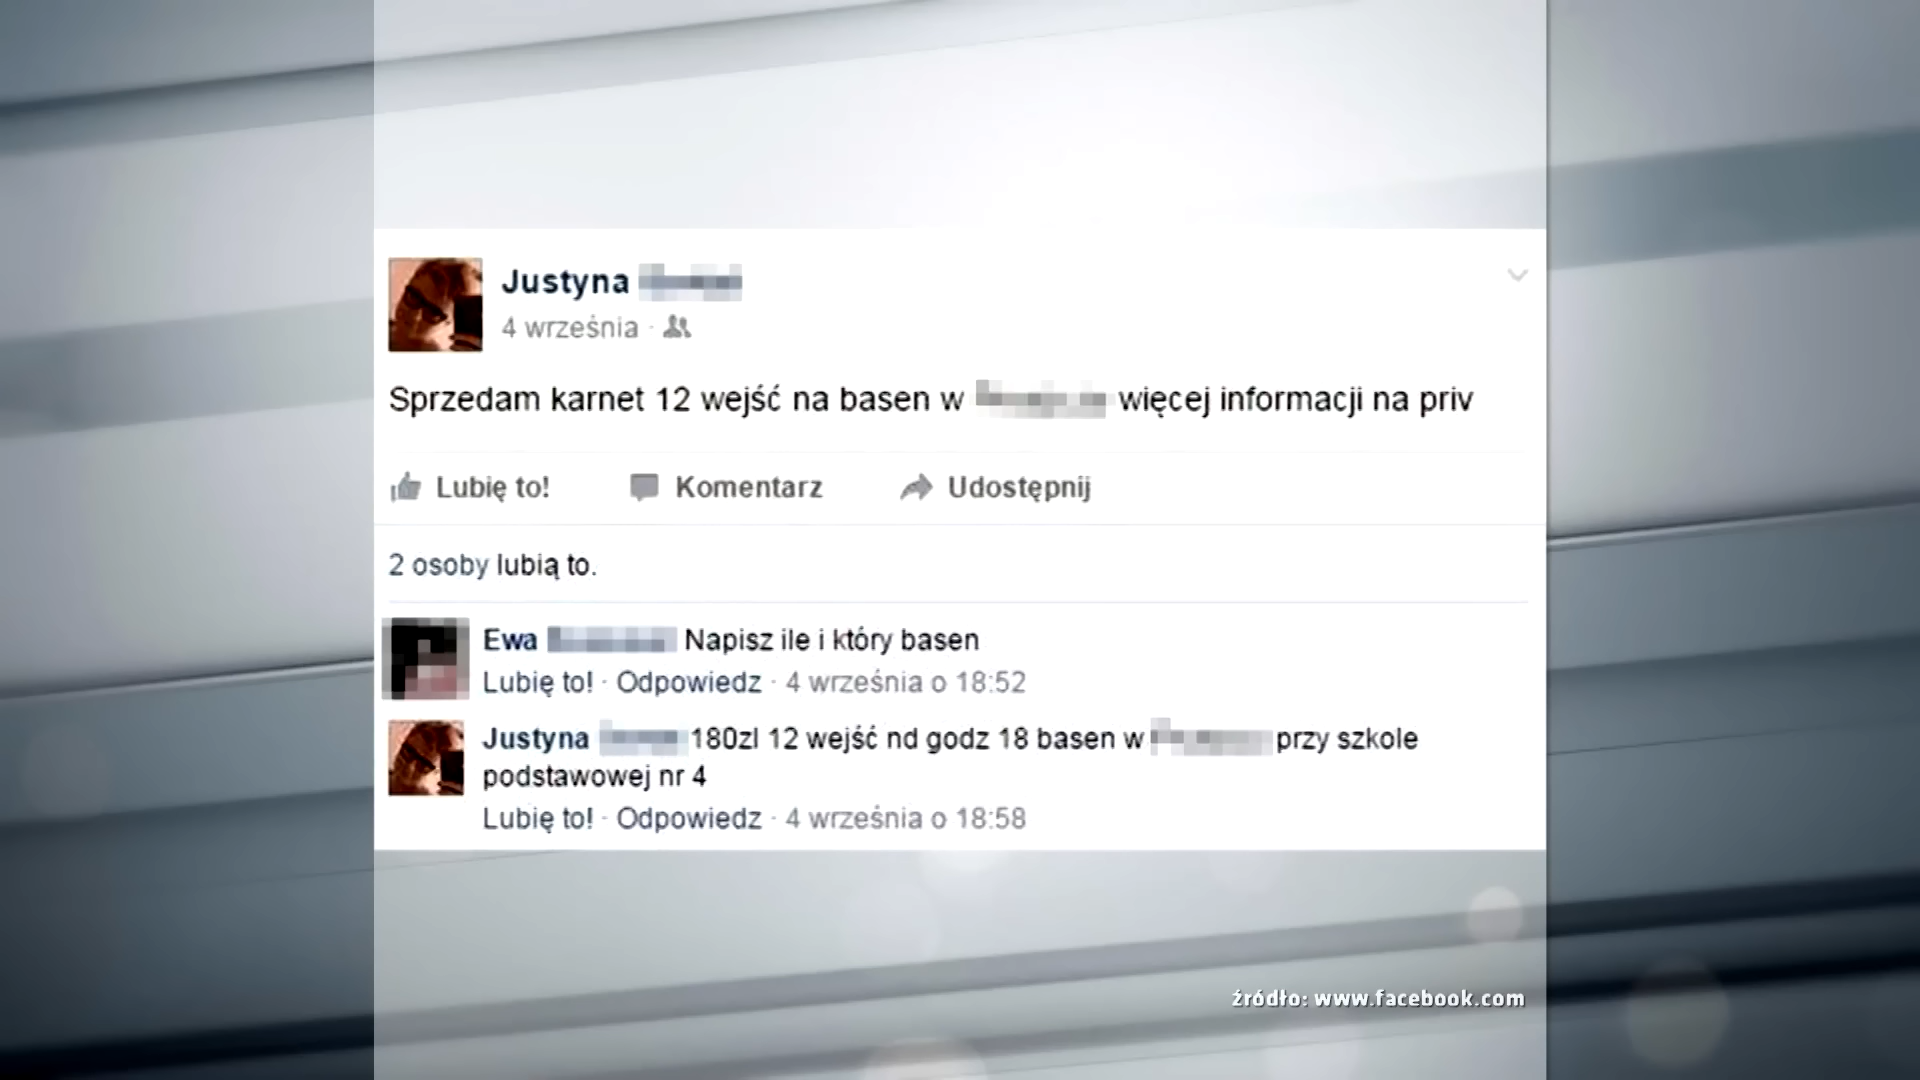 Justyna
4 września ·
Sprzedam karnet 12 wejść na basen w więcej informacji na priv
Lubię to! Komentarz Udostępnij
2 osoby lubią to.
Ewa Napisz ile i który basen
Lubię to! · Odpowiedz · 4 września o 18:52
Justyna 180zl 12 wejść nd godz 18 basen w przy szkole
podstawowej nr 4
Lubię to! · Odpowiedz · 4 września o 18:58
źródło: www.facebook.com